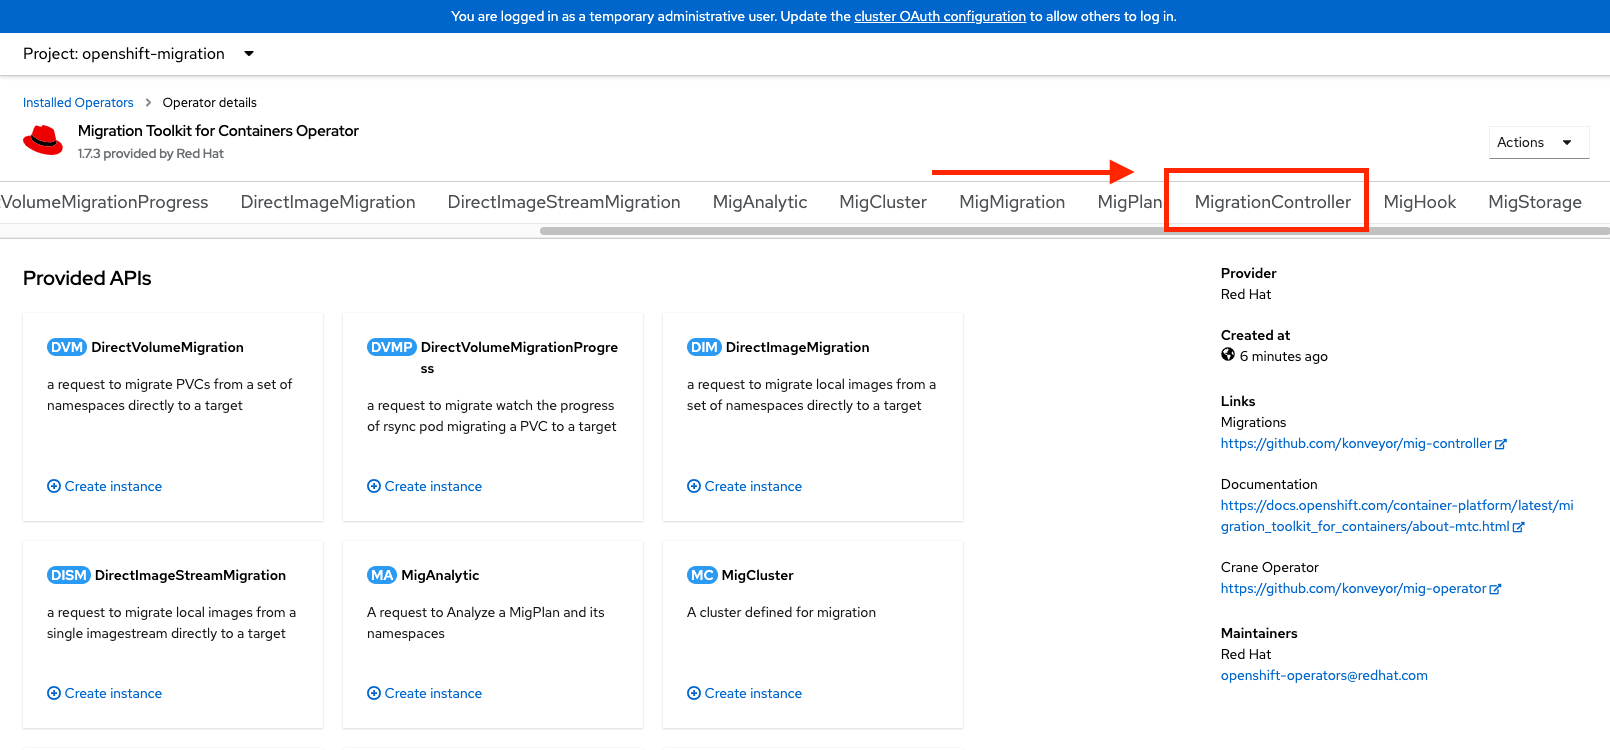 You are logged in as a temporary administrative user. Update the cluster OAuth configuration to allow others to log in.
Project: openshift-migration
Installed Operators > Operator details
Migration Toolkit for Containers Operator
1.7.3 provided by Red Hat
Actions
VolumeMigrationProgress DirectImageMigration DirectImageStreamMigration MigAnalytic MigCluster MigMigration MigPlan MigrationController MigHook MigStorage
Provided APIs
DVM DirectVolumeMigration
a request to migrate PVCs from a set of
namespaces directly to a target
Create instance
DVMP DirectVolumeMigrationProgre
ss
a request to migrate watch the progress
of rsync pod migrating a PVC to a target
Create instance
DIM DirectImageMigration
a request to migrate local images from a
set of namespaces directly to a target
Create instance
DISM DirectImageStreamMigration
a request to migrate local images from a
single imagestream directly to a target
Create instance
MA MigAnalytic
A request to Analyze a MigPlan and its
namespaces
Create instance
MC MigCluster
A cluster defined for migration
Create instance
Provider
Red Hat
Created at
6 minutes ago
Links
Migrations
https://github.com/konveyor/mig-controller
Documentation
https://docs.openshift.com/container-platform/latest/mi
gration_toolkit_for_containers/about-mtc.html
Crane Operator
https://github.com/konveyor/mig-operator
Maintainers
Red Hat
openshift-operators@redhat.com